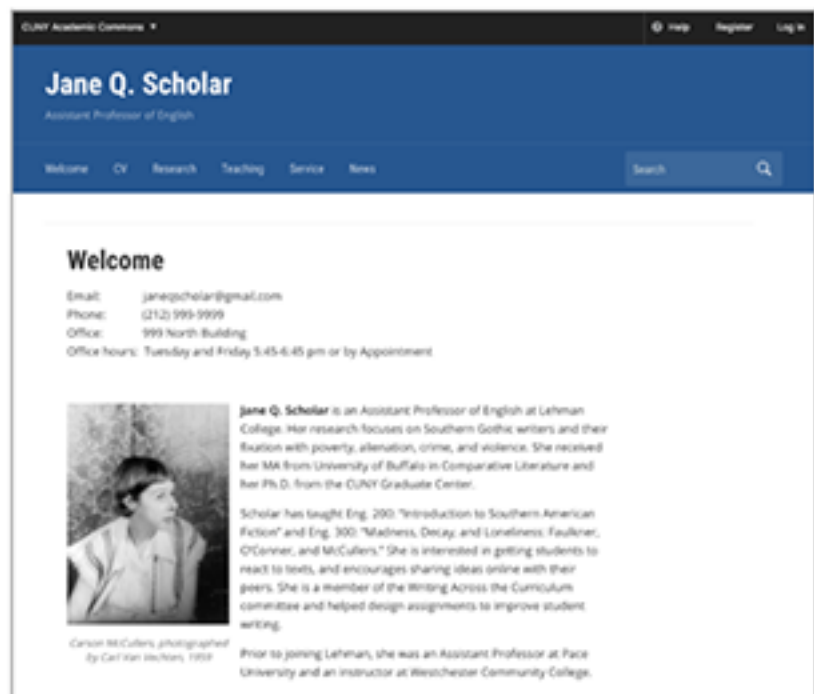 CUNY Academic Commons
Help Register Log In
Jane Q. Scholar
Assistant Professor of English
Welcome CV Research Teaching Service News
Search
Welcome
Email: janeqscholar@gmail.com
Phone: (212) 999-9999
Office: 999 North Building
Office hours: Tuesday and Friday 5:45-6:45 pm or by Appointment
Jane Q. Scholar is an Assistant Professor of English at Lehman
College. Her research focuses on Southern Gothic writers and their
fixation with poverty, alienation, crime, and violence. She received
her MA from University of Buffalo in Comparative Literature and
her Ph.D. from the CUNY Graduate Center.
Scholar has taught Eng. 200: "Introduction to Southern American
Fiction" and Eng. 300: "Madness, Decay, and Loneliness: Faulkner,
O'Conner, and McCullers." She is interested in getting students to
react to texts, and encourages sharing ideas online with their
peers. She is a member of the Writing Across the Curriculum
committee and helped design assignments to improve student
writing.
Prior to joining Lehman, she was an Assistant Professor at Pace
University and an instructor at Westchester Community College.
Carson McCullers, photographed
by Carl Van Vechten, 1959